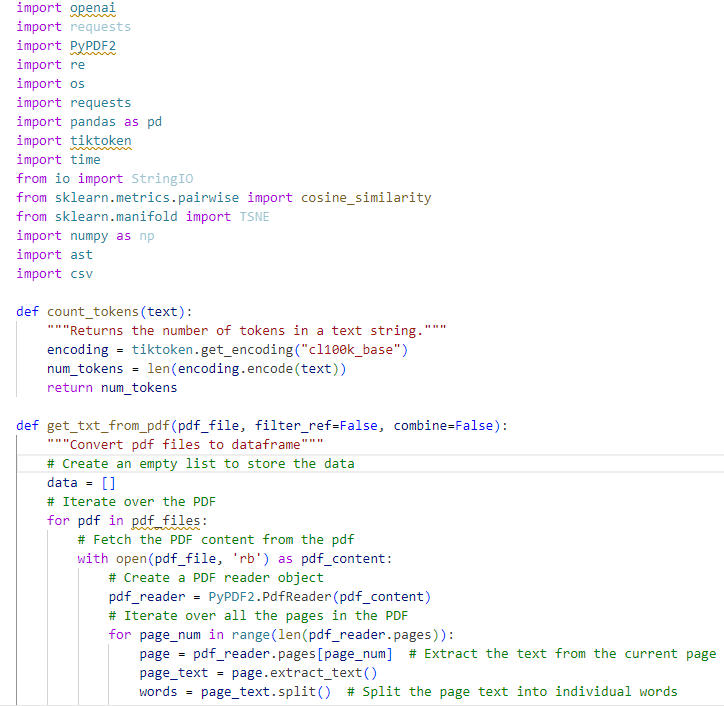 import openai
import requests
import PyPDF2
import re
import os
import requests
import pandas as pd
import tiktoken
import time
from io import StringIO
from sklearn.metrics.pairwise import cosine_similarity
from sklearn.manifold import TSNE
import numpy as np
import ast
import csv

def count_tokens(text):
    """Returns the number of tokens in a text string."""
    encoding = tiktoken.get_encoding("cl100k_base")
    num_tokens = len(encoding.encode(text))
    return num_tokens

def get_txt_from_pdf(pdf_file, filter_ref=False, combine=False):
    """Convert pdf files to dataframe"""
    # Create an empty list to store the data
    data = []
    # Iterate over the PDF
    for pdf in pdf_files:
        # Fetch the PDF content from the pdf
        with open(pdf_file, 'rb') as pdf_content:
            # Create a PDF reader object
            pdf_reader = PyPDF2.PdfReader(pdf_content)
            # Iterate over all the pages in the PDF
            for page_num in range(len(pdf_reader.pages)):
                page = pdf_reader.pages[page_num]  # Extract the text from the current page
                page_text = page.extract_text()
                words = page_text.split()  # Split the page text into individual words